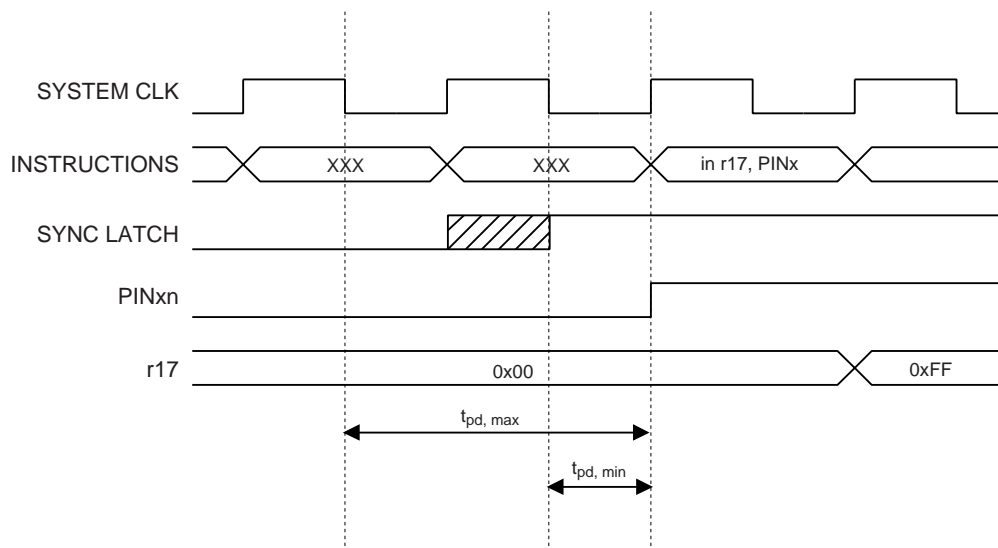 SYSTEM CLK
INSTRUCTIONS XXX XXX in r17, PINx
SYNC LATCH
PINxn
r17 0x00 0xFF
tpd, max
tpd, min